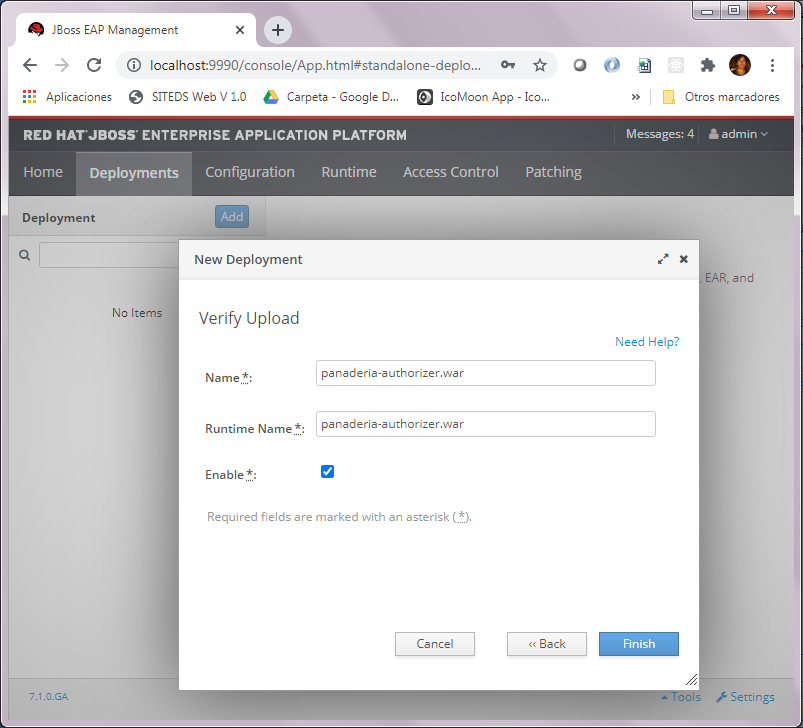 JBoss EAP Management
localhost:9990/console/App.html#standalone-deplo...
Aplicaciones
SITEDS Web V 1.0
Carpeta - Google D...
IcoMoon App - Ico...
»
Otros marcadores
RED HAT® JBOSS® ENTERPRISE APPLICATION PLATFORM
Messages: 4
admin
Home
Deployments
Configuration
Runtime
Access Control
Patching
Deployment
Add
No Items
, EAR, and
New Deployment
Verify Upload
Need Help?
Name *:
panaderia-authorizer.war
Runtime Name *:
panaderia-authorizer.war
Enable *:
Required fields are marked with an asterisk (*).
Cancel
‹‹ Back
Finish
7.1.0.GA
Tools
Settings